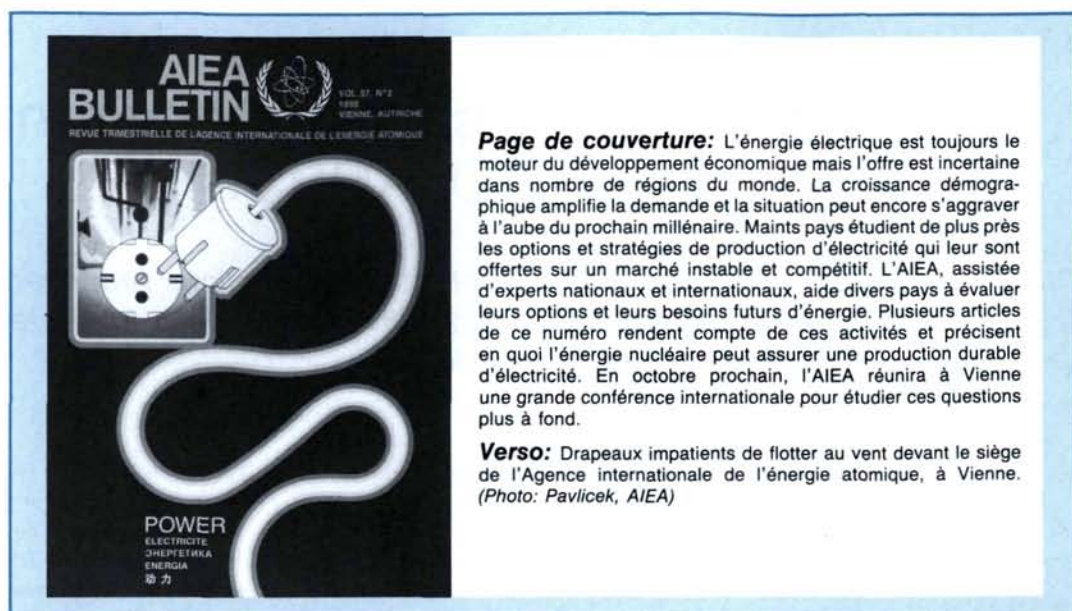 AIEA
BULLETIN
VOL.37, N°2
1995
VIENNE, AUTRICHE
REVUE TRIMESTRIELLE DE L'AGENCE INTERNATIONALE DE L'ENERGIE ATOMIQUE
POWER
ELECTRICITE
ЭНЕРГЕТИКА
ENERGIA
动力
Page de couverture: L'énergie électrique est toujours le
moteur du développement économique mais l'offre est incertaine
dans nombre de régions du monde. La croissance démogra-
phique amplifie la demande et la situation peut encore s'aggraver
à l'aube du prochain millénaire. Maints pays étudient de plus près
les options et stratégies de production d'électricité qui leur sont
offertes sur un marché instable et compétitif. L'AIEA, assistée
d'experts nationaux et internationaux, aide divers pays à évaluer
leurs options et leurs besoins futurs d'énergie. Plusieurs articles
de ce numéro rendent compte de ces activités et précisent
en quoi l'énergie nucléaire peut assurer une production durable
d'électricité. En octobre prochain, l'AIEA réunira à Vienne
une grande conférence internationale pour étudier ces questions
plus à fond.
Verso: Drapeaux impatients de flotter au vent devant le siège
de l'Agence internationale de l'énergie atomique, à Vienne.
(Photo: Pavlicek, AIEA)